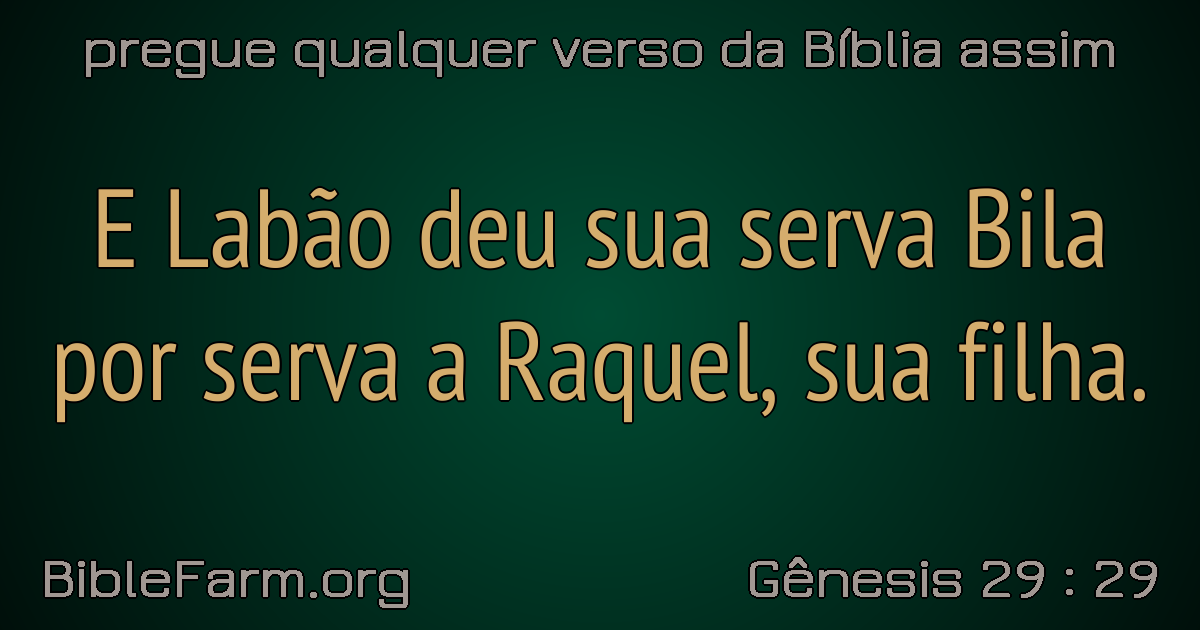 pregue qualquer verso da Bíblia assim
E Labão deu sua serva Bila
por serva a Raquel, sua filha.
BibleFarm.org
Gênesis 29 : 29